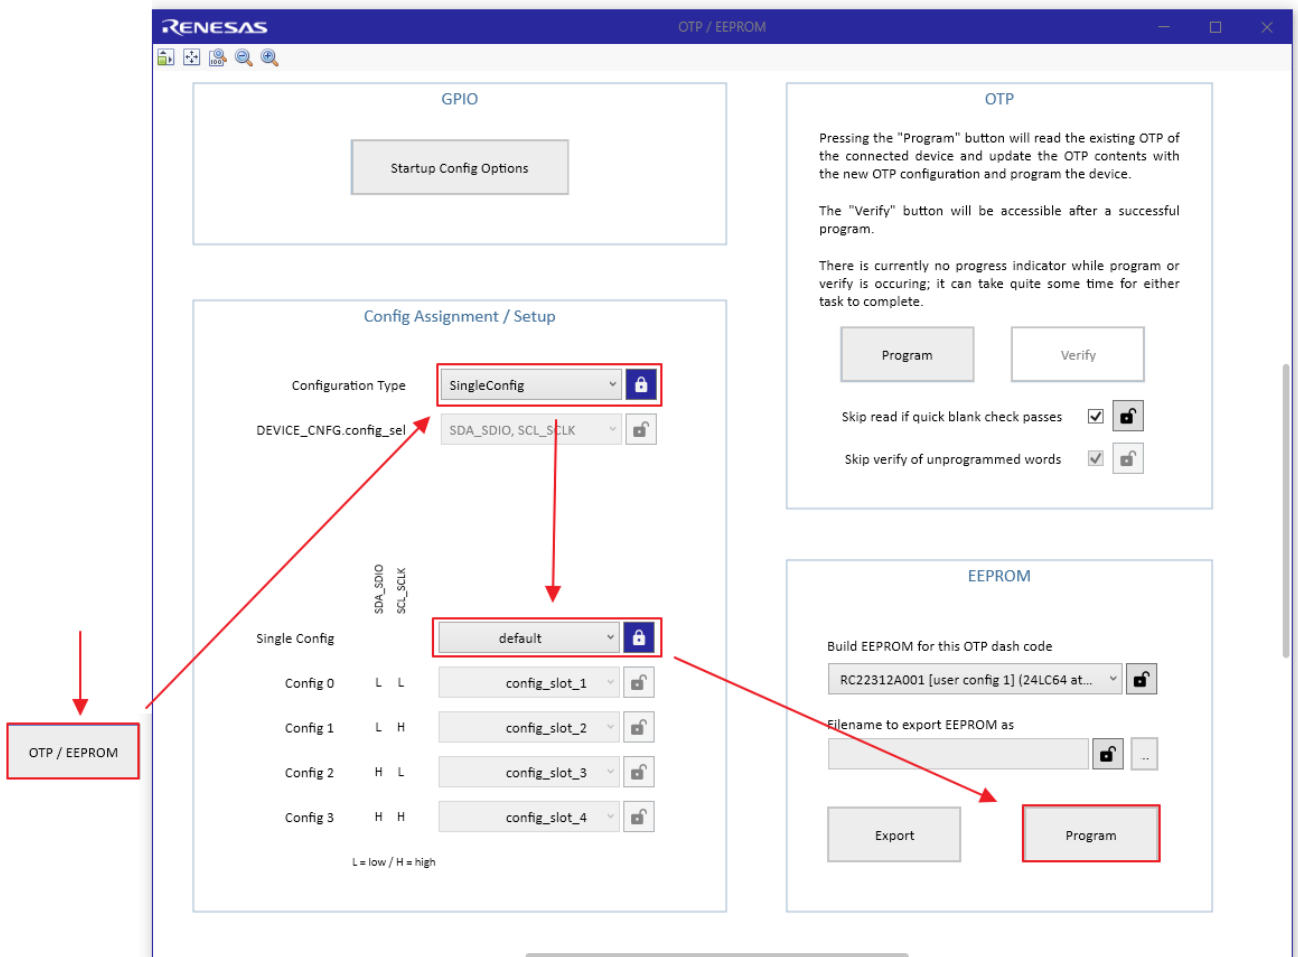 RENESAS
OTP / EEPROM
GPIO
Startup Config Options
Config Assignment / Setup
Configuration Type
SingleConfig
DEVICE_CNFG.config_sel
SDA_SDIO, SCL_SCLK
SDA_SDIO
SCL_SCLK
Single Config
default
Config 0 L L config_slot_1
Config 1 L H config_slot_2
Config 2 H L config_slot_3
Config 3 H H config_slot_4
L = low / H = high
OTP / EEPROM
OTP
Pressing the "Program" button will read the existing OTP of
the connected device and update the OTP contents with
the new OTP configuration and program the device.
The "Verify" button will be accessible after a successful
program.
There is currently no progress indicator while program or
verify is occuring; it can take quite some time for either
task to complete.
Program
Verify
Skip read if quick blank check passes
Skip verify of unprogrammed words
EEPROM
Build EEPROM for this OTP dash code
RC22312A001 [user config 1] (24LC64 at...
Filename to export EEPROM as
..
Export
Program